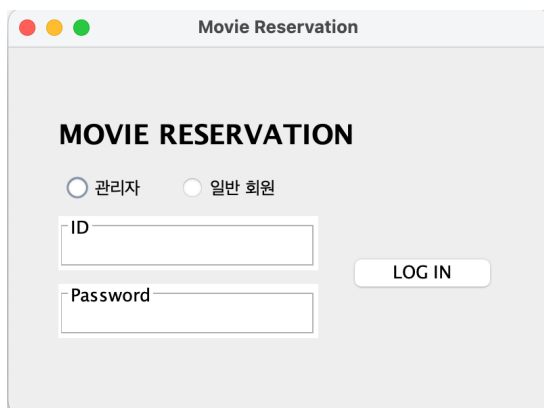 Movie Reservation
MOVIE RESERVATION
관리자 일반 회원
ID
LOG IN
Password